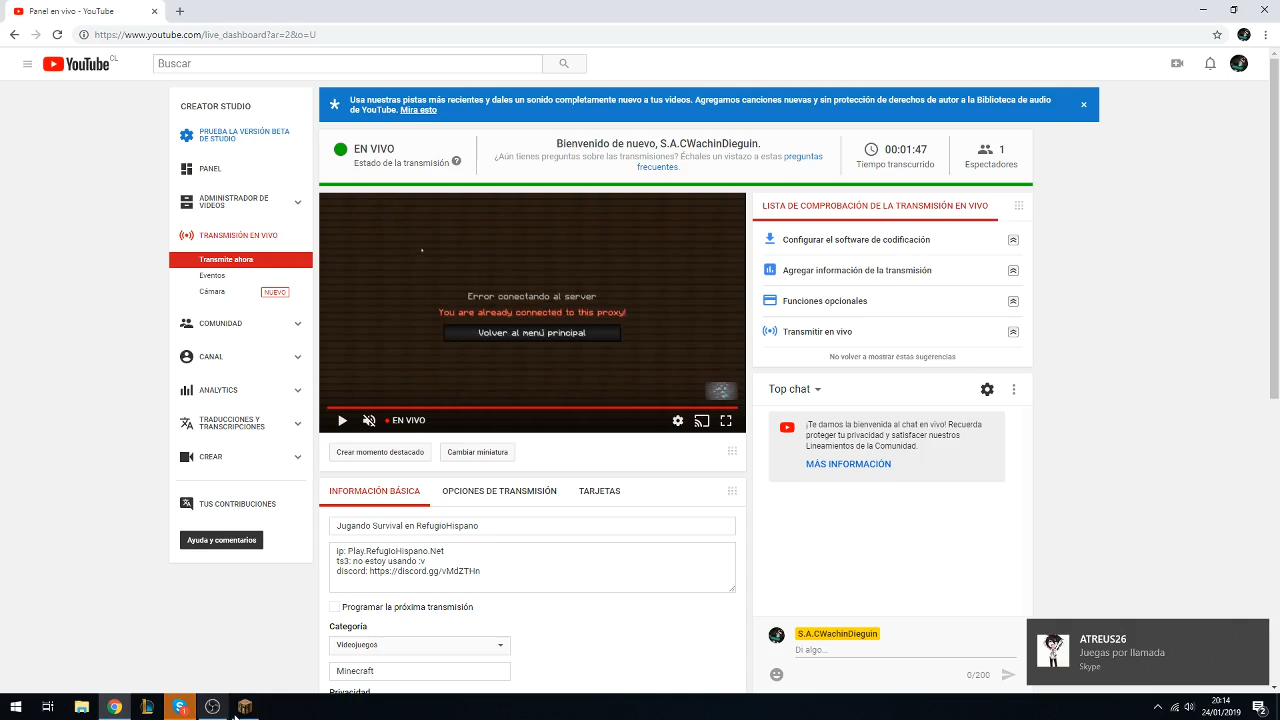 Panel en vivo - YouTube
https://www.youtube.com/live_dashboard?ar=2&o=U
YouTube CL
Buscar
CREATOR STUDIO
PRUEBA LA VERSIÓN BETA
DE STUDIO
PANEL
ADMINISTRADOR DE
VIDEOS
TRANSMISIÓN EN VIVO
Transmite ahora
Eventos
Cámara NUEVO
COMUNIDAD
CANAL
ANALYTICS
TRADUCCIONES Y
TRANSCRIPCIONES
CREAR
TUS CONTRIBUCIONES
Ayuda y comentarios
Usa nuestras pistas más recientes y dales un sonido completamente nuevo a tus videos. Agregamos canciones nuevas y sin protección de derechos de autor a la Biblioteca de audio
de YouTube. Mira esto
EN VIVO
Estado de la transmisión
Bienvenido de nuevo, S.A.CWachinDieguin.
¿Aún tienes preguntas sobre las transmisiones? Échales un vistazo a estas preguntas
frecuentes.
00:01:47
Tiempo transcurrido
1
Espectadores
Error conectando al server
You are already connected to this proxy!
Volver al menú principal
EN VIVO
Crear momento destacado
Cambiar miniatura
INFORMACIÓN BÁSICA
OPCIONES DE TRANSMISIÓN
TARJETAS
Jugando Survival en RefugioHispano
ip: Play.RefugioHispano.Net
ts3: no estoy usando :v
discord: https://discord.gg/vMdZTHn
Programar la próxima transmisión
Categoría
Videojuegos
Minecraft
Privacidad
LISTA DE COMPROBACIÓN DE LA TRANSMISIÓN EN VIVO
Configurar el software de codificación
Agregar información de la transmisión
Funciones opcionales
Transmitir en vivo
No volver a mostrar estas sugerencias
Top chat
¡Te damos la bienvenida al chat en vivo! Recuerda
proteger tu privacidad y satisfacer nuestros
Lineamientos de la Comunidad.
MÁS INFORMACIÓN
S.A.CWachinDieguin
Di algo...
0/200
ATREUS26
Juegas por llamada
Skype
20:14
24/01/2019
2